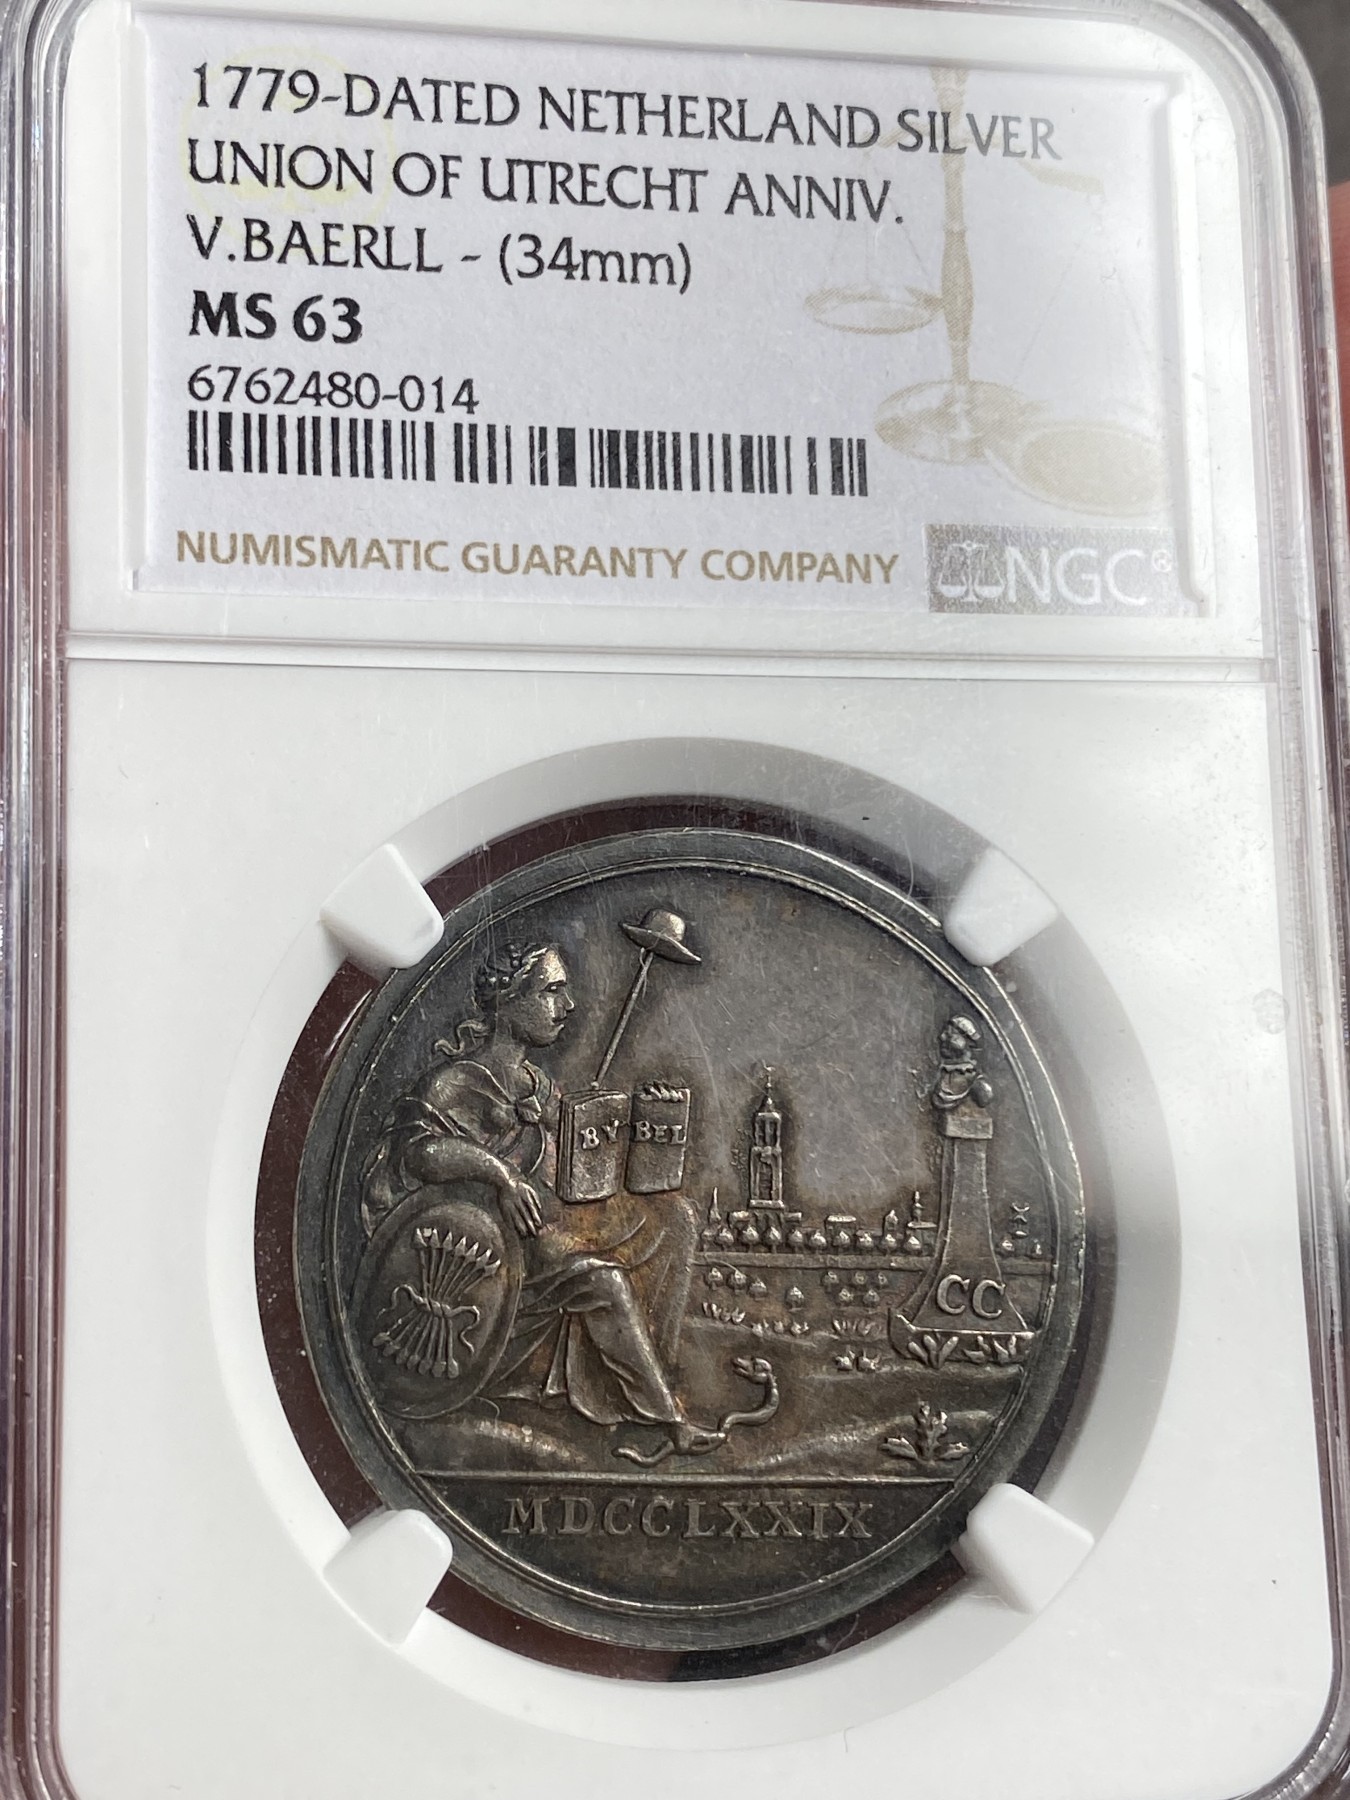 1779-DATED NETHERLAND SILVER
UNION OF UTRECHT ANNIV.
V.BAERLL - (34mm)
MS 63
6762480-014
NUMISMATIC GUARANTY COMPANY
NGC®
BY BEL
CC
MDCCLXXIX